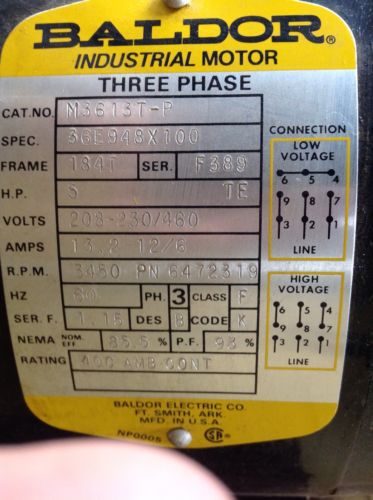 BALDOR®
INDUSTRIAL MOTOR
THREE PHASE
CAT.NO. M3613T-P
SPEC. 36E948X100
FRAME 184T SER. F389
H.P. 5 TE
VOLTS 208-230/460
AMPS 13.2-12/6
R.P.M. 3450 PN 6472319
HZ 60 PH. 3 CLASS F
SER. F. 1.15 DES B CODE K
NEMA NOM. EFF 85.5 % P.F. 93 %
RATING 40C AMB CONT
CONNECTION
LOW
VOLTAGE
6 5 4
9 8 7
3 2 1
LINE
HIGH
VOLTAGE
6 5 4
9 8 7
3 2 1
LINE
BALDOR ELECTRIC CO.
FT. SMITH, ARK.
M'F'D. IN U.S.A.
NP0005
SA®